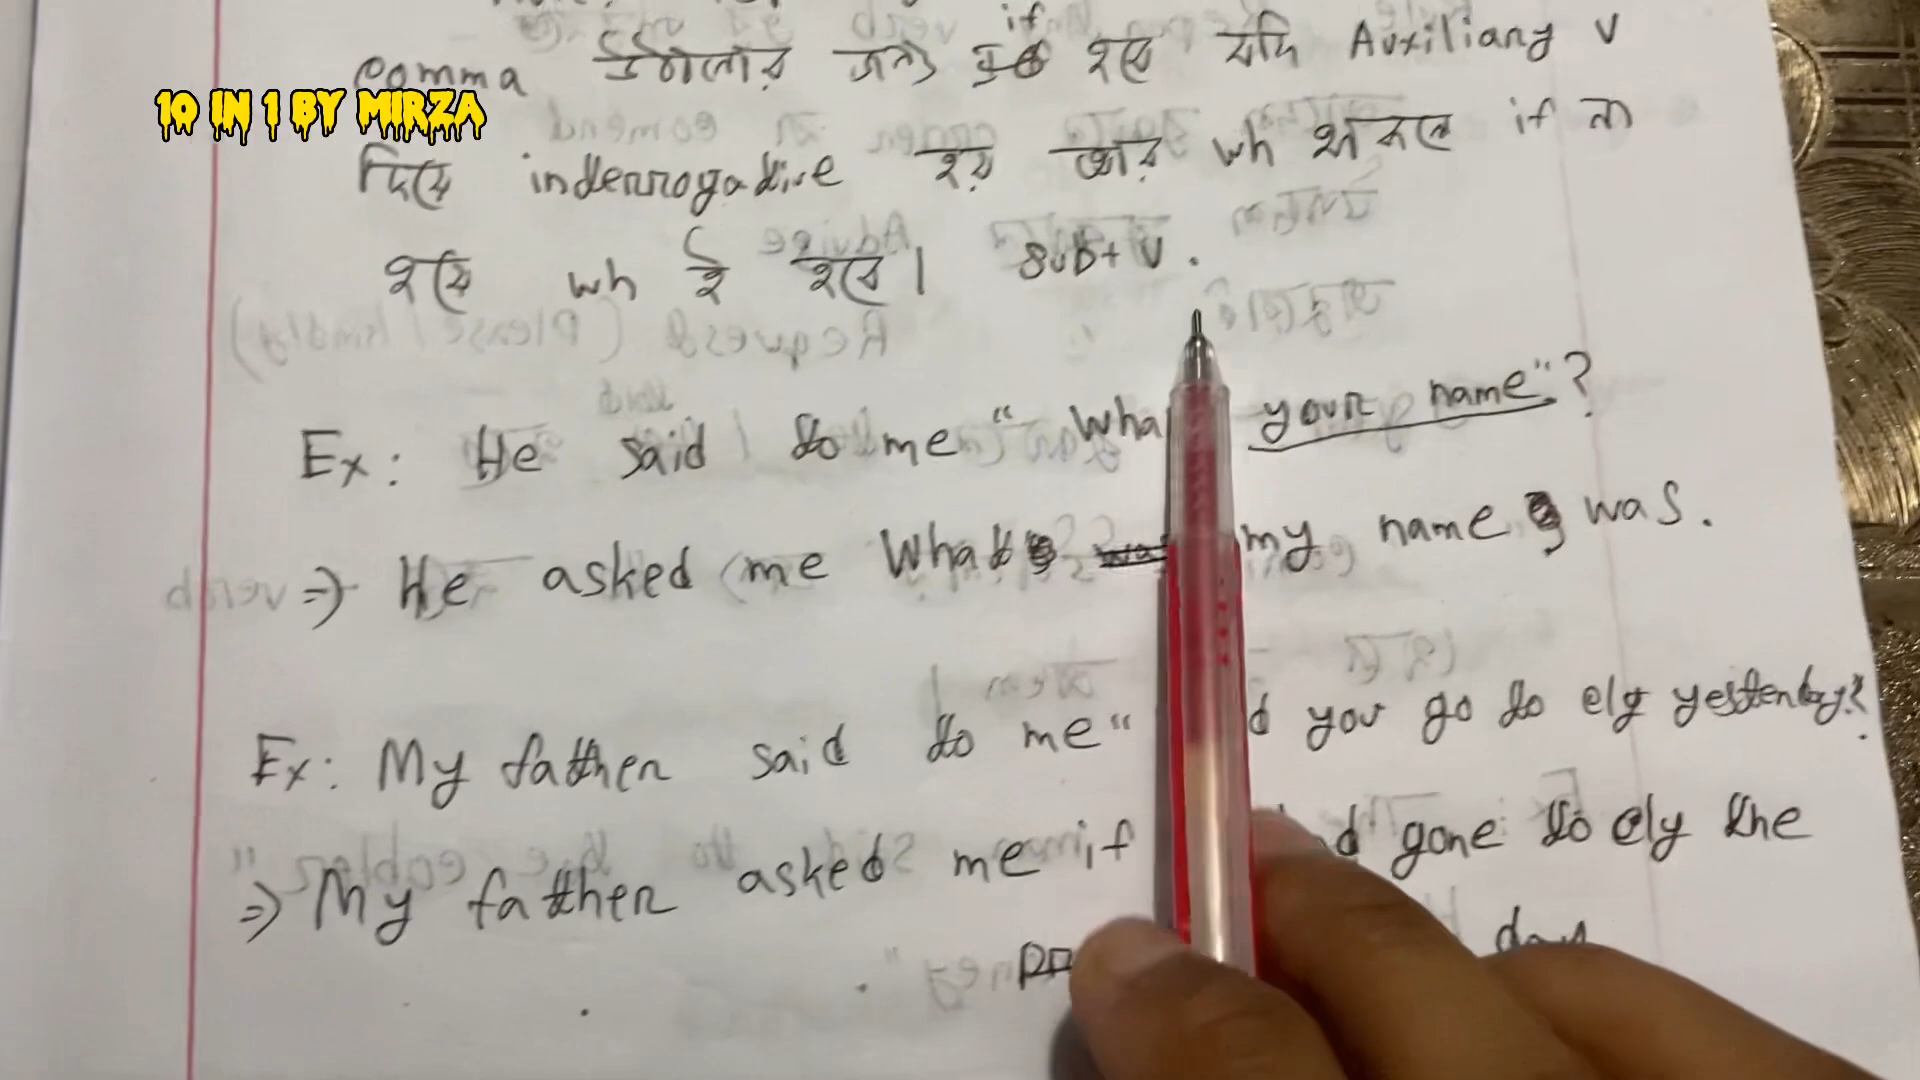 if
comma উঠানোর জন্য হবে যদি Auxiliary V
10 IN 1 BY MIRZA
দিয়ে interrogative হয় আর wh থাকলে if না
হয়ে wh ই হবে। sub + v.
Ex: He said to me " What your name" ?
=> He asked me What my name was.
Ex: My father said to me " you go to ely yesterday?
=> My father asked me if gone to ely the
day